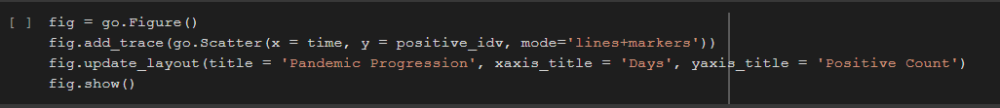 [ ] fig = go.Figure()
fig.add_trace(go.Scatter(x = time, y = positive_idv, mode='lines+markers'))
fig.update_layout(title = 'Pandemic Progression', xaxis_title = 'Days', yaxis_title = 'Positive Count')
fig.show()